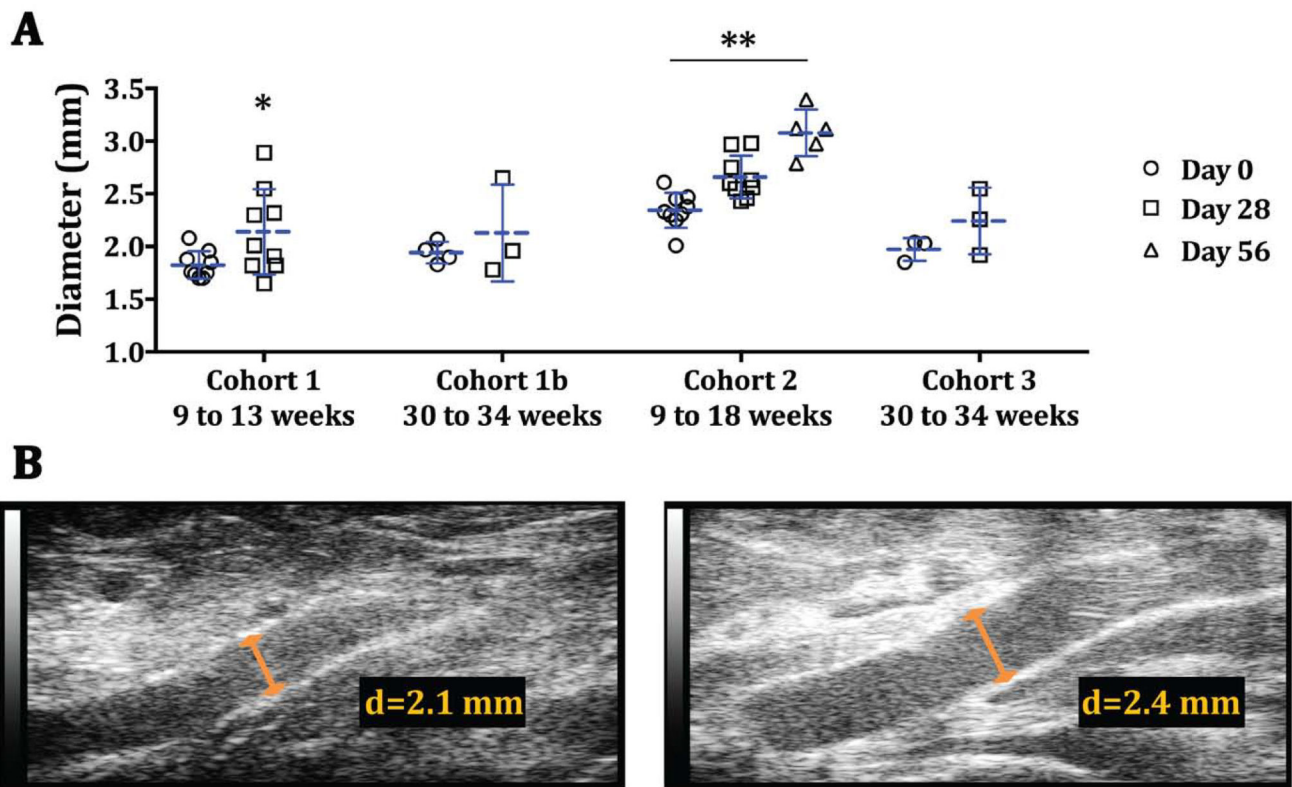 A
**
3.5
*
3.0
2.5
2.0
1.5
1.0
Diameter (mm)
Day 0
Day 28
Day 56
Cohort 1
9 to 13 weeks
Cohort 1b
30 to 34 weeks
Cohort 2
9 to 18 weeks
Cohort 3
30 to 34 weeks
B
d=2.1 mm
d=2.4 mm